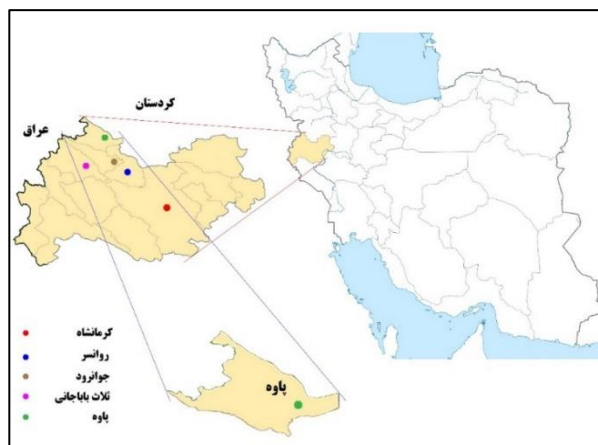 کردستان
عراق
کرمانشاه
روانسر
جوانرود
ثلاث باباجانی
پاوه
پاوه